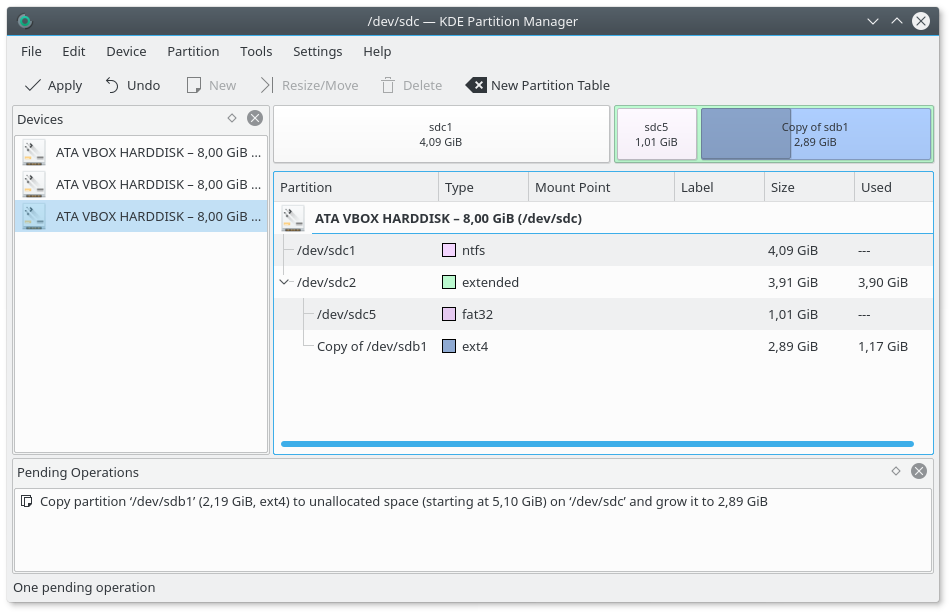 /dev/sdc — KDE Partition Manager
File Edit Device Partition Tools Settings Help
Apply Undo New Resize/Move Delete New Partition Table
Devices
ATA VBOX HARDDISK – 8,00 GiB ...
ATA VBOX HARDDISK – 8,00 GiB ...
ATA VBOX HARDDISK – 8,00 GiB ...
sdc1
4,09 GiB
sdc5
1,01 GiB
Copy of sdb1
2,89 GiB
Partition Type Mount Point Label Size Used
ATA VBOX HARDDISK – 8,00 GiB (/dev/sdc)
/dev/sdc1 ntfs 4,09 GiB ---
/dev/sdc2 extended 3,91 GiB 3,90 GiB
/dev/sdc5 fat32 1,01 GiB ---
Copy of /dev/sdb1 ext4 2,89 GiB 1,17 GiB
Pending Operations
Copy partition ‘/dev/sdb1’ (2,19 GiB, ext4) to unallocated space (starting at 5,10 GiB) on ‘/dev/sdc’ and grow it to 2,89 GiB
One pending operation